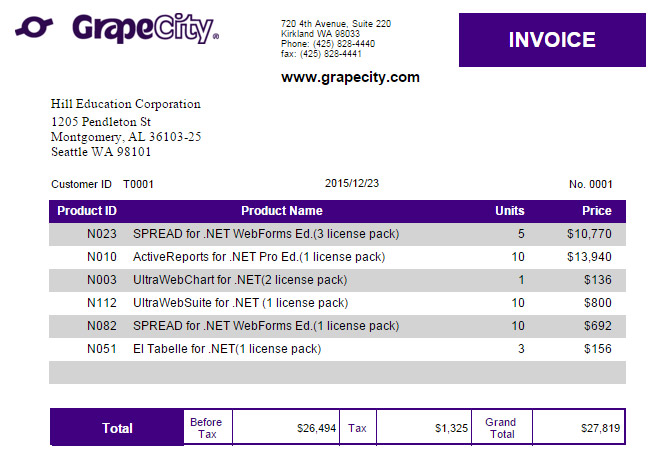 GrapeCity®
720 4th Avenue, Suite 220
Kirkland WA 98033
Phone: (425) 828-4440
fax: (425) 828-4441
www.grapecity.com
INVOICE
Hill Education Corporation
1205 Pendleton St
Montgomery, AL 36103-25
Seattle WA 98101
Customer ID T0001 2015/12/23 No. 0001
Product ID Product Name Units Price
N023 SPREAD for .NET WebForms Ed.(3 license pack) 5 $10,770
N010 ActiveReports for .NET Pro Ed.(1 license pack) 10 $13,940
N003 UltraWebChart for .NET(2 license pack) 1 $136
N112 UltraWebSuite for .NET (1 license pack) 10 $800
N082 SPREAD for .NET WebForms Ed.(1 license pack) 10 $692
N051 El Tabelle for .NET(1 license pack) 3 $156
Total Before Tax $26,494 Tax $1,325 Grand Total $27,819